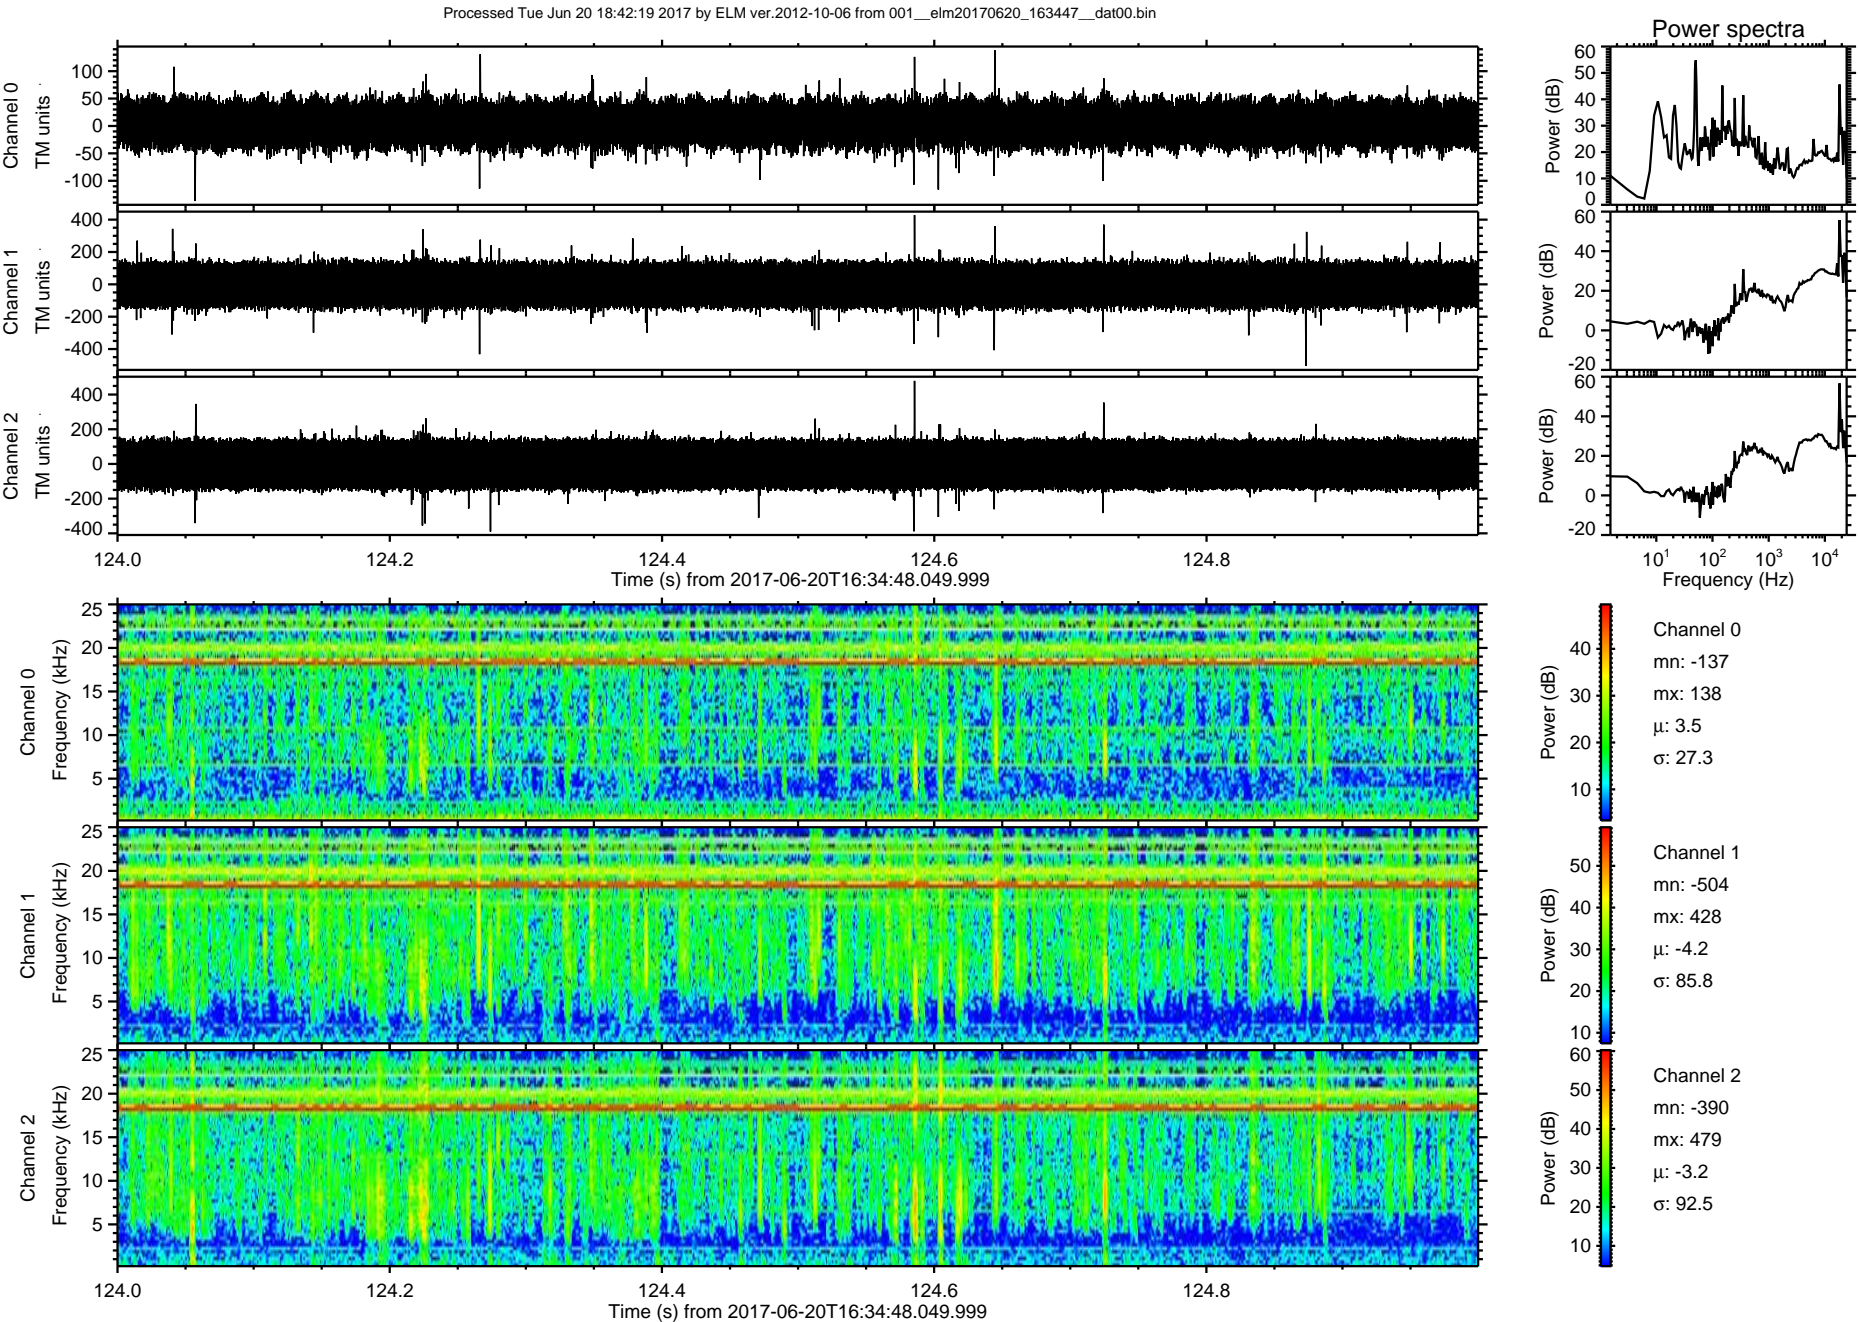 Processed Tue Jun 20 18:42:19 2017 by ELM ver.2012-10-06 from 001__elm20170620_163447__dat00.bin
Power spectra
Channel 0
TM units
100
50
0
-50
-100
Power (dB)
60
50
40
30
20
10
0
Channel 1
TM units
400
200
0
-200
-400
Power (dB)
60
40
20
0
-20
Channel 2
TM units
400
200
0
-200
-400
Power (dB)
60
40
20
0
-20
124.0 124.2 124.4 124.6 124.8
Time (s) from 2017-06-20T16:34:48.049.999
10¹ 10² 10³ 10⁴
Frequency (Hz)
Channel 0
Frequency (kHz)
25
20
15
10
5
Power (dB)
40
30
20
10
Channel 0
mn: -137
mx: 138
μ: 3.5
σ: 27.3
Channel 1
Frequency (kHz)
25
20
15
10
5
Power (dB)
50
40
30
20
10
Channel 1
mn: -504
mx: 428
μ: -4.2
σ: 85.8
Channel 2
Frequency (kHz)
25
20
15
10
5
Power (dB)
60
50
40
30
20
10
Channel 2
mn: -390
mx: 479
μ: -3.2
σ: 92.5
124.0 124.2 124.4 124.6 124.8
Time (s) from 2017-06-20T16:34:48.049.999